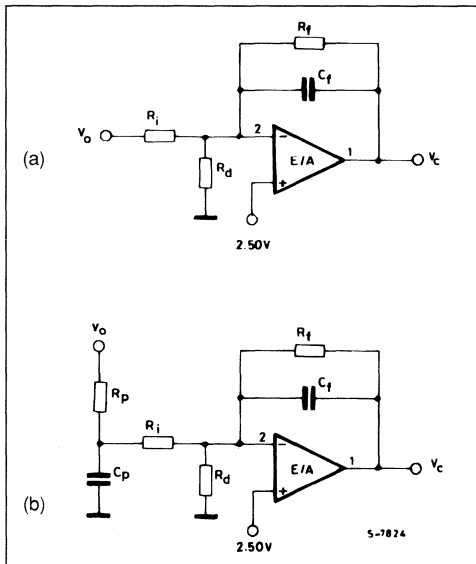 (a)
Rf
Cf
Ri
Vo
2
-
E/A
1
Vc
Rd
+
2.50V
(b)
Vo
Rp
Rf
Cf
Ri
2
-
E/A
1
Vc
Cp
Rd
+
2.50V
S-7824